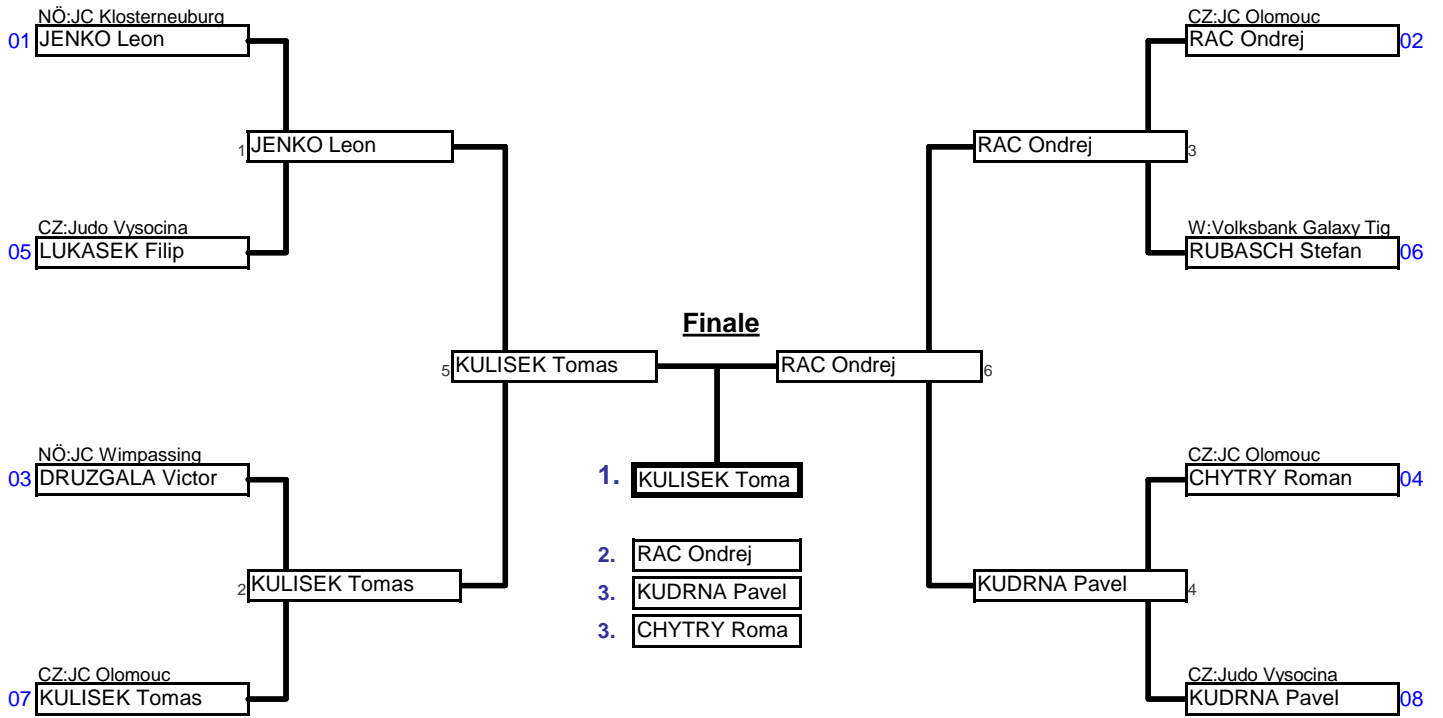 NÖ:JC Klosterneuburg
01 JENKO Leon
CZ:JC Olomouc
RAC Ondrej 02
1 JENKO Leon
RAC Ondrej 3
CZ:Judo Vysocina
05 LUKASEK Filip
W:Volksbank Galaxy Tig
RUBASCH Stefan 06
Finale
5 KULISEK Tomas
RAC Ondrej 6
NÖ:JC Wimpassing
03 DRUZGALA Victor
1. KULISEK Toma
CZ:JC Olomouc
CHYTRY Roman 04
2. RAC Ondrej
2 KULISEK Tomas
3. KUDRNA Pavel
KUDRNA Pavel 4
3. CHYTRY Roma
CZ:JC Olomouc
07 KULISEK Tomas
CZ:Judo Vysocina
KUDRNA Pavel 08